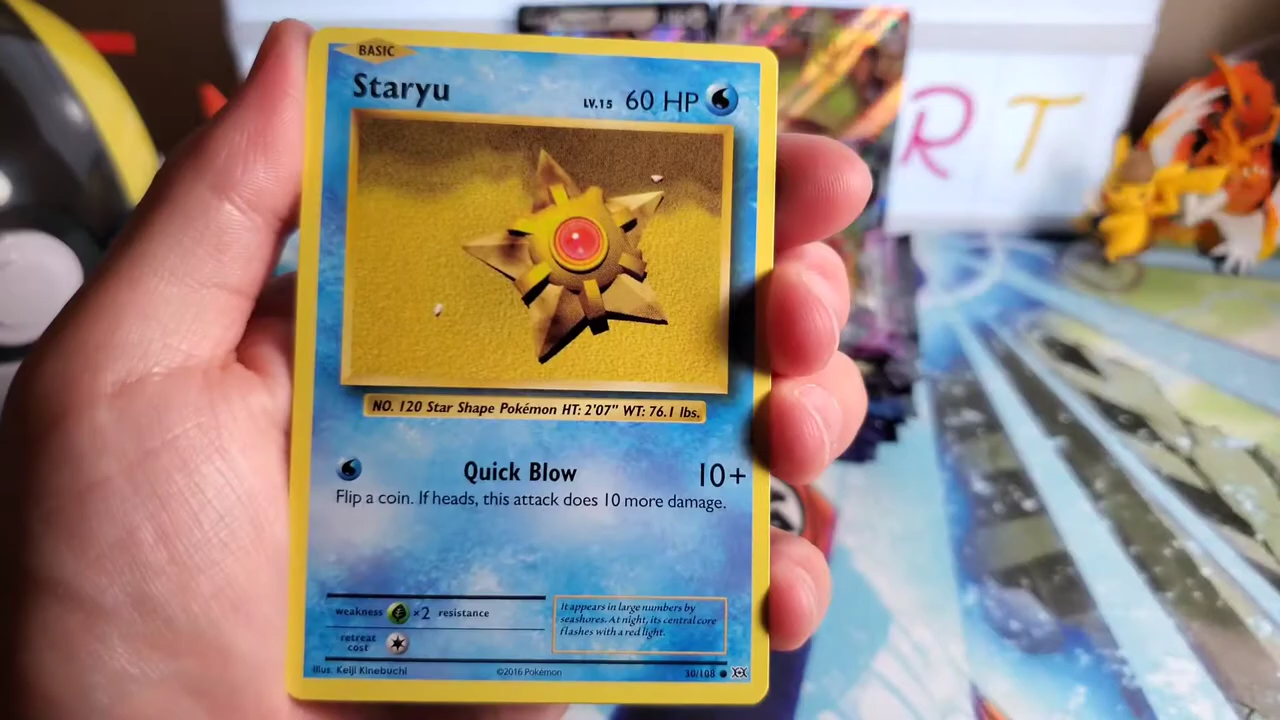 BASIC
Staryu
LV.15 60 HP
R T
NO. 120 Star Shape Pokémon HT: 2'07" WT: 76.1 lbs.
Quick Blow 10+
Flip a coin. If heads, this attack does 10 more damage.
weakness ×2 resistance
retreat
cost
It appears in large numbers by
seashores. At night, its central core
flashes with a red light.
Illus. Keiji Kinebuchi ©2016 Pokémon 30/108